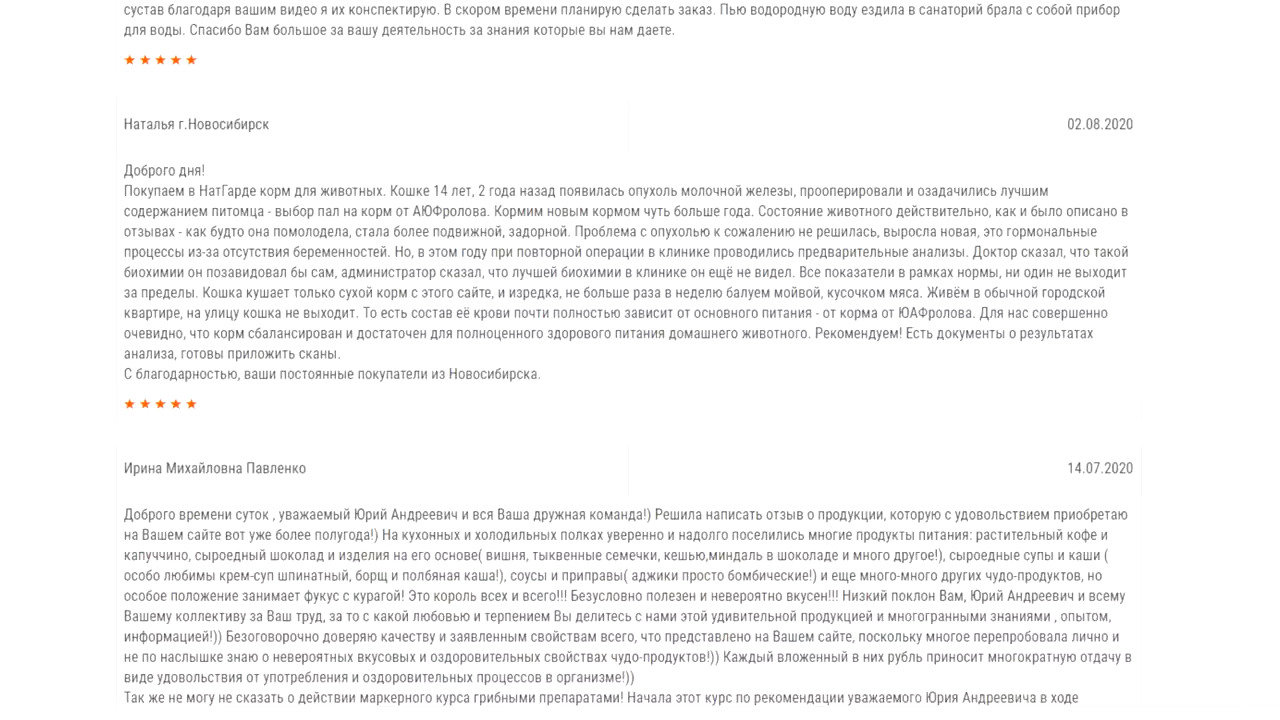 сустав благодаря вашим видео я их конспектирую. В скором времени планирую сделать заказ. Пью водородную воду ездила в санаторий брала с собой прибор
для воды. Спасибо Вам большое за вашу деятельность за знания которые вы нам даете.
Наталья г.Новосибирск
02.08.2020
Доброго дня!
Покупаем в НатГарде корм для животных. Кошке 14 лет, 2 года назад появилась опухоль молочной железы, прооперировали и озадачились лучшим
содержанием питомца - выбор пал на корм от АЮФролова. Кормим новым кормом чуть больше года. Состояние животного действительно, как и было описано в
отзывах - как будто она помолодела, стала более подвижной, задорной. Проблема с опухолью к сожалению не решилась, выросла новая, это гормональные
процессы из-за отсутствия беременностей. Но, в этом году при повторной операции в клинике проводились предварительные анализы. Доктор сказал, что такой
биохимии он позавидовал бы сам, администратор сказал, что лучшей биохимии в клинике он ещё не видел. Все показатели в рамках нормы, ни один не выходит
за пределы. Кошка кушает только сухой корм с этого сайте, и изредка, не больше раза в неделю балуем мойвой, кусочком мяса. Живём в обычной городской
квартире, на улицу кошка не выходит. То есть состав её крови почти полностью зависит от основного питания - от корма от ЮАФролова. Для нас совершенно
очевидно, что корм сбалансирован и достаточен для полноценного здорового питания домашнего животного. Рекомендуем! Есть документы о результатах
анализа, готовы приложить сканы.
С благодарностью, ваши постоянные покупатели из Новосибирска.
Ирина Михайловна Павленко
14.07.2020
Доброго времени суток , уважаемый Юрий Андреевич и вся Ваша дружная команда!) Решила написать отзыв о продукции, которую с удовольствием приобретаю
на Вашем сайте вот уже более полугода!) На кухонных и холодильных полках уверенно и надолго поселились многие продукты питания: растительный кофе и
капуччино, сыроедный шоколад и изделия на его основе( вишня, тыквенные семечки, кешью,миндаль в шоколаде и много другое!), сыроедные супы и каши (
особо любимы крем-суп шпинатный, борщ и полбяная каша!), соусы и приправы( аджики просто бомбические!) и еще много-много других чудо-продуктов, но
особое положение занимает фукус с курагой! Это король всех и всего!!! Безусловно полезен и невероятно вкусен!!! Низкий поклон Вам, Юрий Андреевич и всему
Вашему коллективу за Ваш труд, за то с какой любовью и терпением Вы делитесь с нами этой удивительной продукцией и многогранными знаниями , опытом,
информацией!)) Безоговорочно доверяю качеству и заявленным свойствам всего, что представлено на Вашем сайте, поскольку многое перепробовала лично и
не по наслышке знаю о невероятных вкусовых и оздоровительных свойствах чудо-продуктов!)) Каждый вложенный в них рубль приносит многократную отдачу в
виде удовольствия от употребления и оздоровительных процессов в организме!))
Так же не могу не сказать о действии маркерного курса грибными препаратами! Начала этот курс по рекомендации уважаемого Юрия Андреевича в ходе